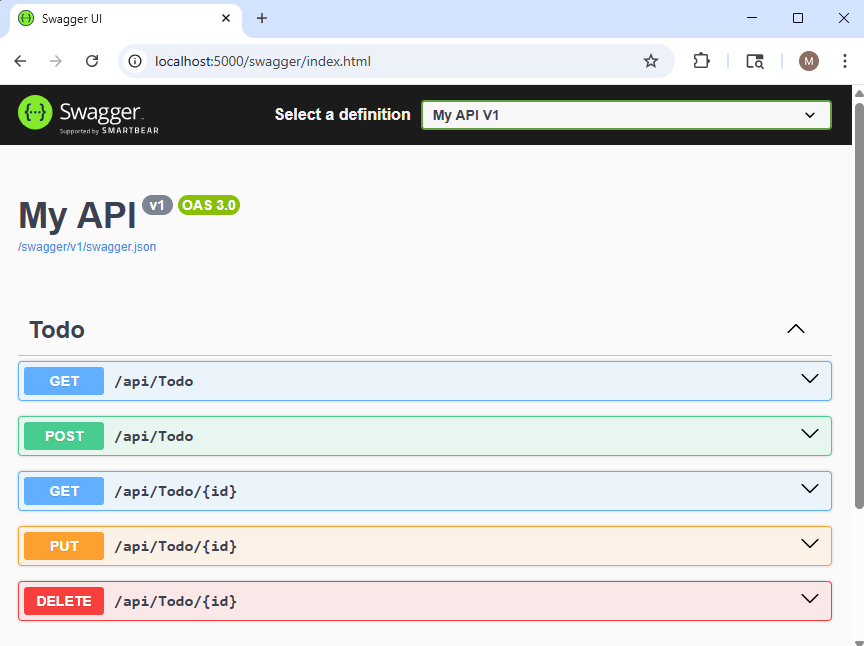 Swagger UI
localhost:5000/swagger/index.html
M
{···} Swagger
Supported by SMARTBEAR
Select a definition
My API V1
My API v1 OAS 3.0
/swagger/v1/swagger.json
Todo
GET /api/Todo
POST /api/Todo
GET /api/Todo/{id}
PUT /api/Todo/{id}
DELETE /api/Todo/{id}